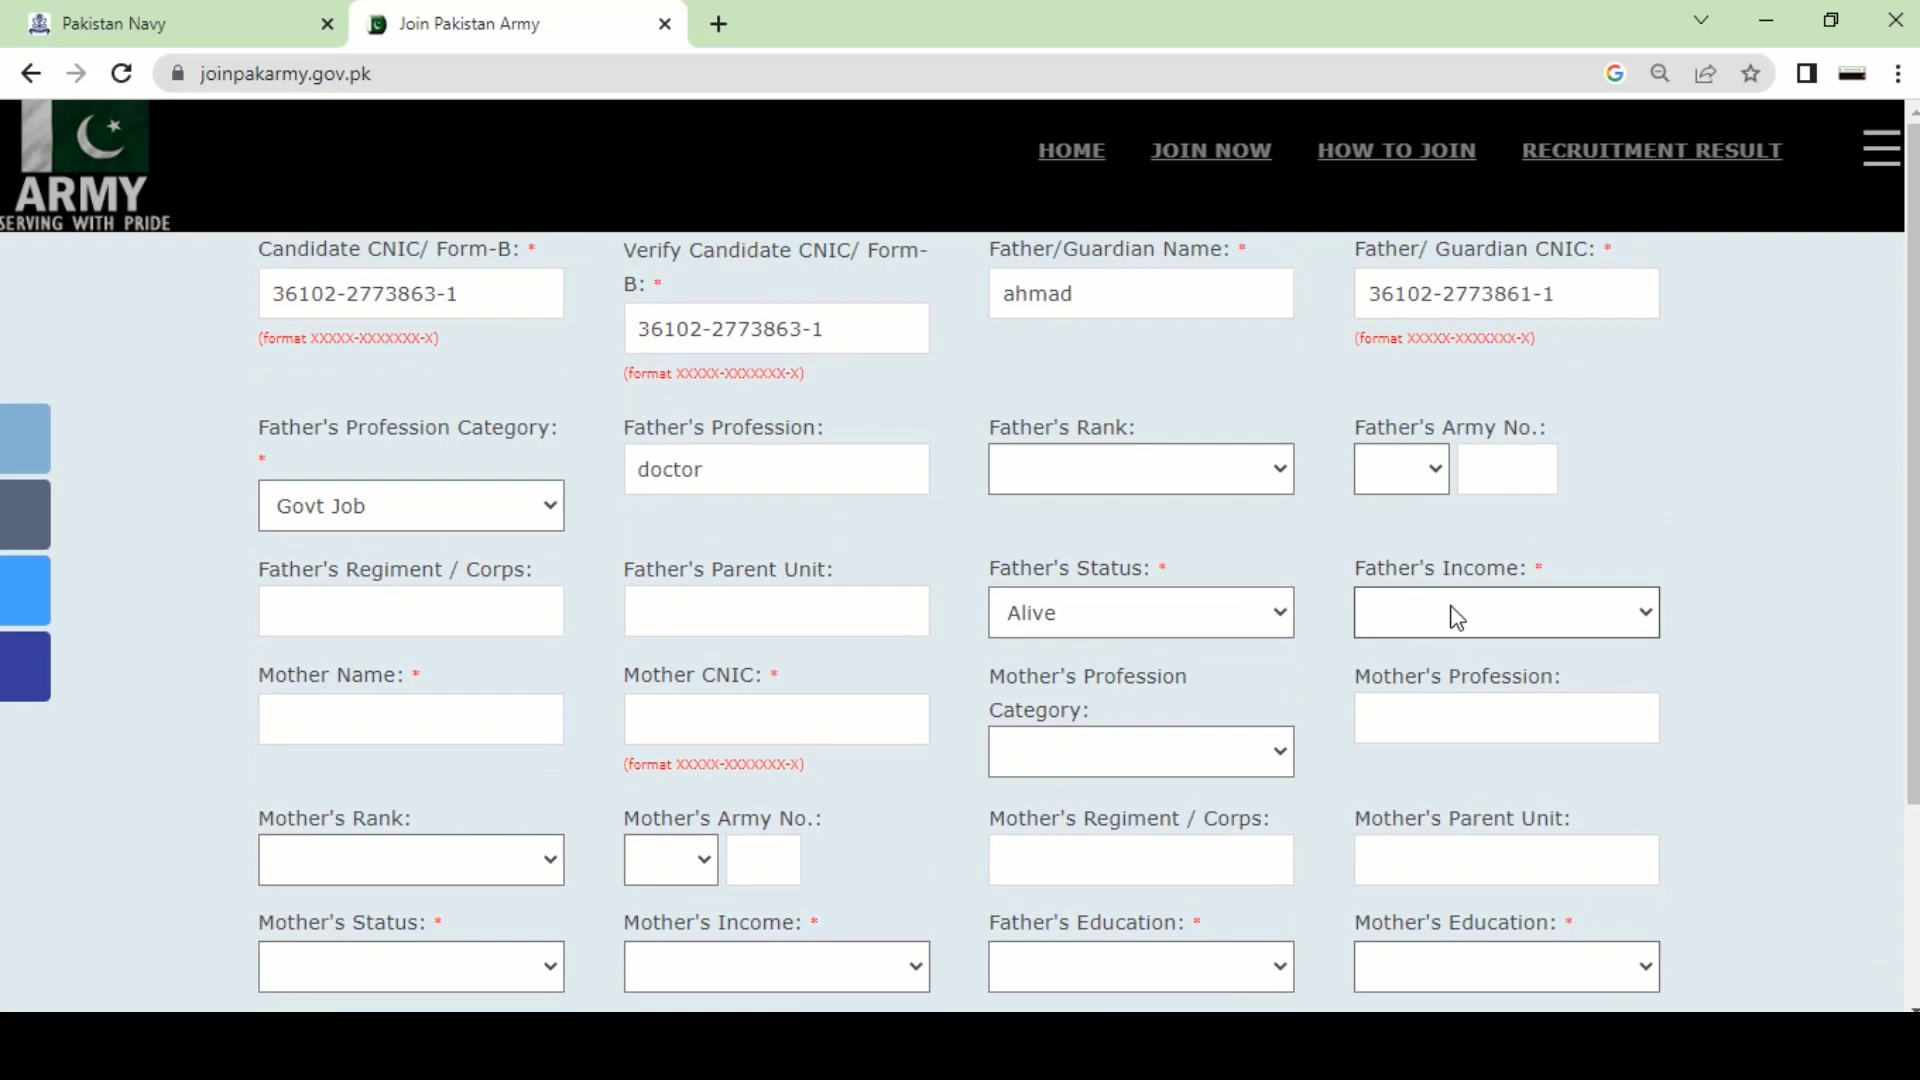 Pakistan Navy
Join Pakistan Army
joinpakarmy.gov.pk
ARMY
SERVING WITH PRIDE
HOME JOIN NOW HOW TO JOIN RECRUITMENT RESULT
Candidate CNIC/ Form-B: *
36102-2773863-1
(format XXXXX-XXXXXXX-X)
Verify Candidate CNIC/ Form-
B: *
36102-2773863-1
(format XXXXX-XXXXXXX-X)
Father/Guardian Name: *
ahmad
Father/ Guardian CNIC: *
36102-2773861-1
(format XXXXX-XXXXXXX-X)
Father's Profession Category:
*
Govt Job
Father's Profession:
doctor
Father's Rank:
Father's Army No.:
Father's Regiment / Corps:
Father's Parent Unit:
Father's Status: *
Alive
Father's Income: *
Mother Name: *
Mother CNIC: *
(format XXXXX-XXXXXXX-X)
Mother's Profession
Category:
Mother's Profession:
Mother's Rank:
Mother's Army No.:
Mother's Regiment / Corps:
Mother's Parent Unit:
Mother's Status: *
Mother's Income: *
Father's Education: *
Mother's Education: *